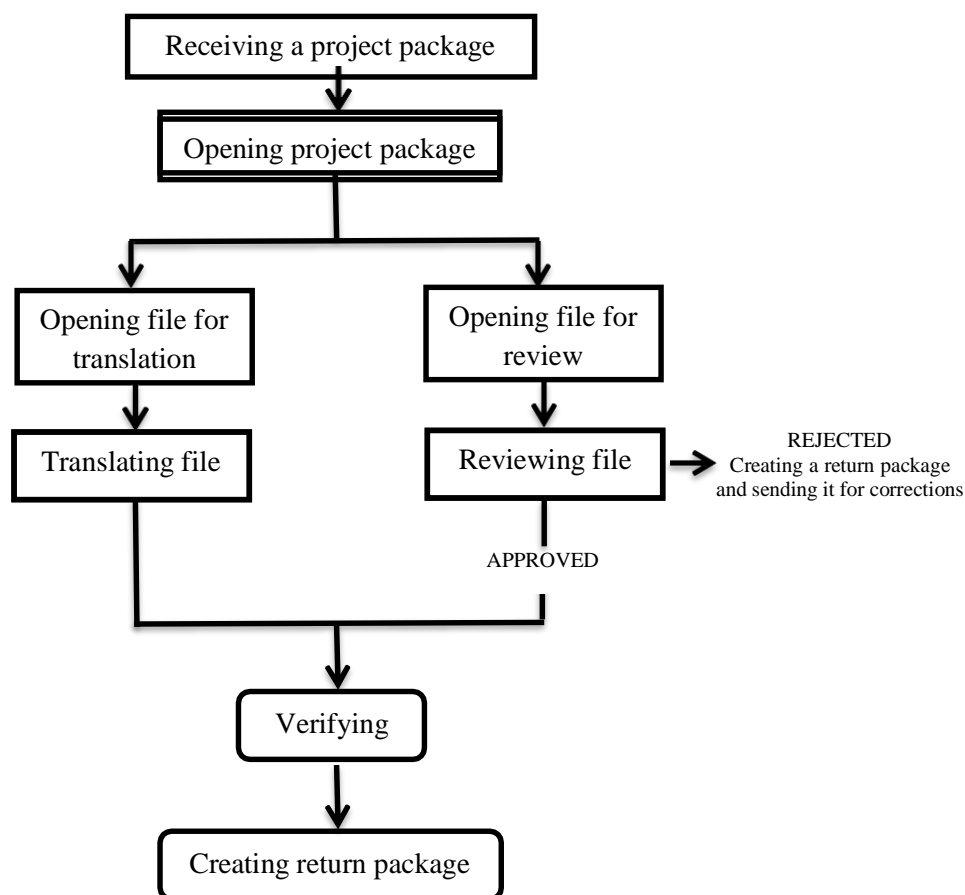 Receiving a project package
Opening project package
Opening file for
translation
Opening file for
review
Translating file
Reviewing file
REJECTED
Creating a return package
and sending it for corrections
APPROVED
Verifying
Creating return package